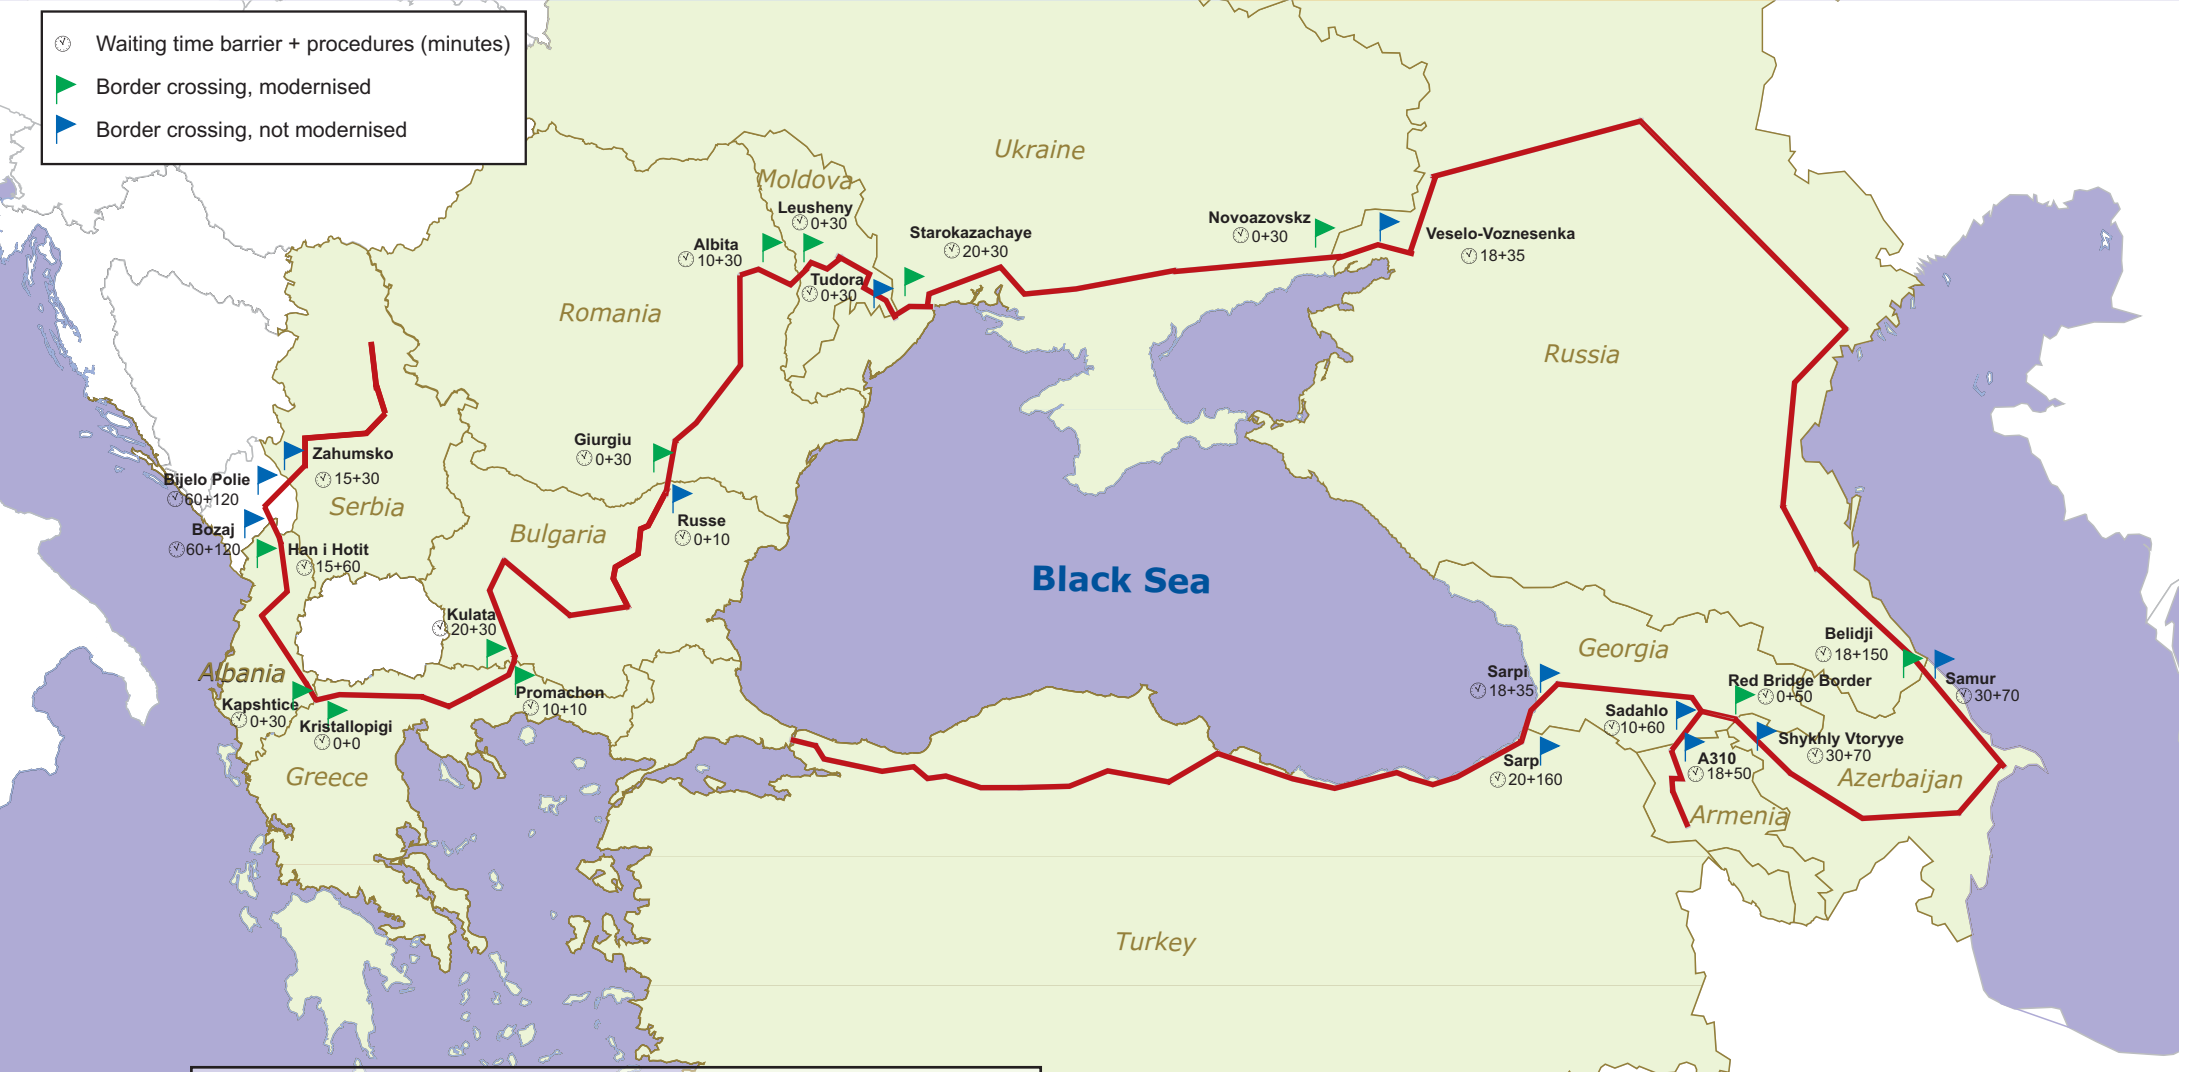 Waiting time barrier + procedures (minutes)
Border crossing, modernised
Border crossing, not modernised
Ukraine
Moldova
Leusheny
0+30
Albita
10+30
Tudora
0+30
Starokazachaye
20+30
Novoazovskz
0+30
Veselo-Voznesenka
18+35
Romania
Russia
Giurgiu
0+30
Zahumsko
15+30
Bijelo Polie
60+120
Serbia
Bozaj
60+120
Han i Hotit
15+60
Bulgaria
Russe
0+10
Black Sea
Kulata
20+30
Albania
Kapshtice
0+30
Kristallopigi
0+0
Promachon
10+10
Greece
Georgia
Belidji
18+150
Sarpi
18+35
Red Bridge Border
0+50
Samur
30+70
Sadahlo
10+60
Shykhly Vtoryye
30+70
A310
18+50
Sarp
20+160
Azerbaijan
Armenia
Turkey